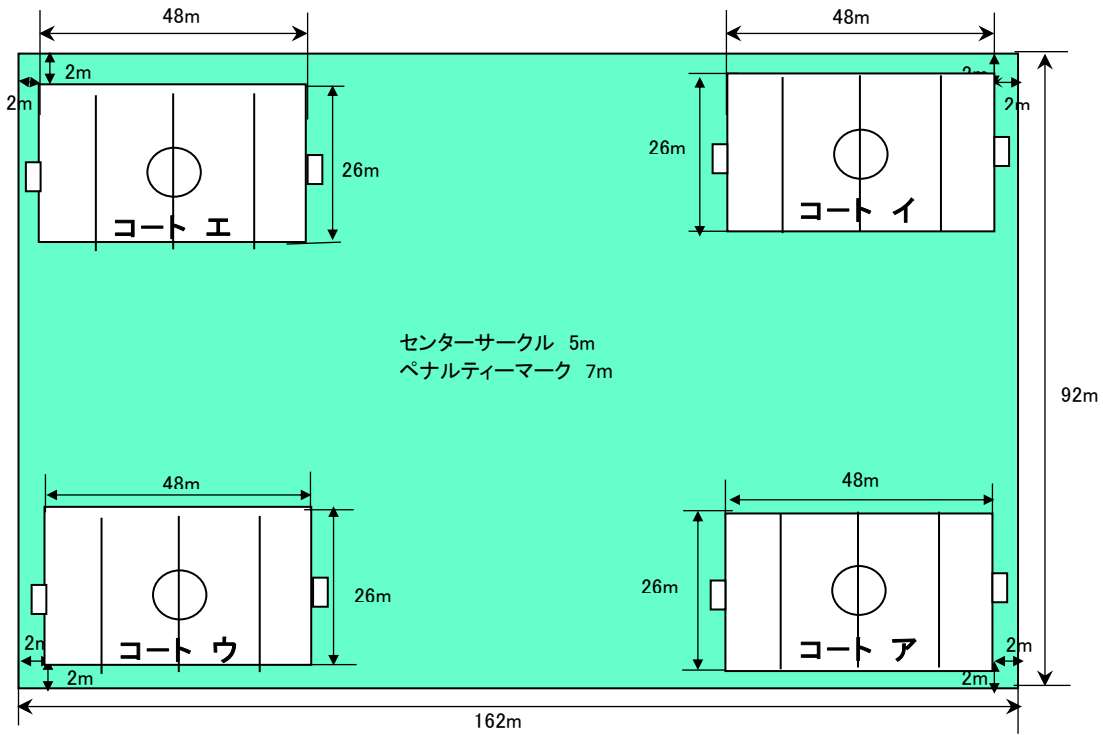 48m
48m
2m
2m
2m
2m
26m
26m
コート エ
コート イ
センターサークル 5m
ペナルティーマーク 7m
92m
48m
48m
26m
26m
コート ウ
コート ア
2m
2m
2m
2m
162m